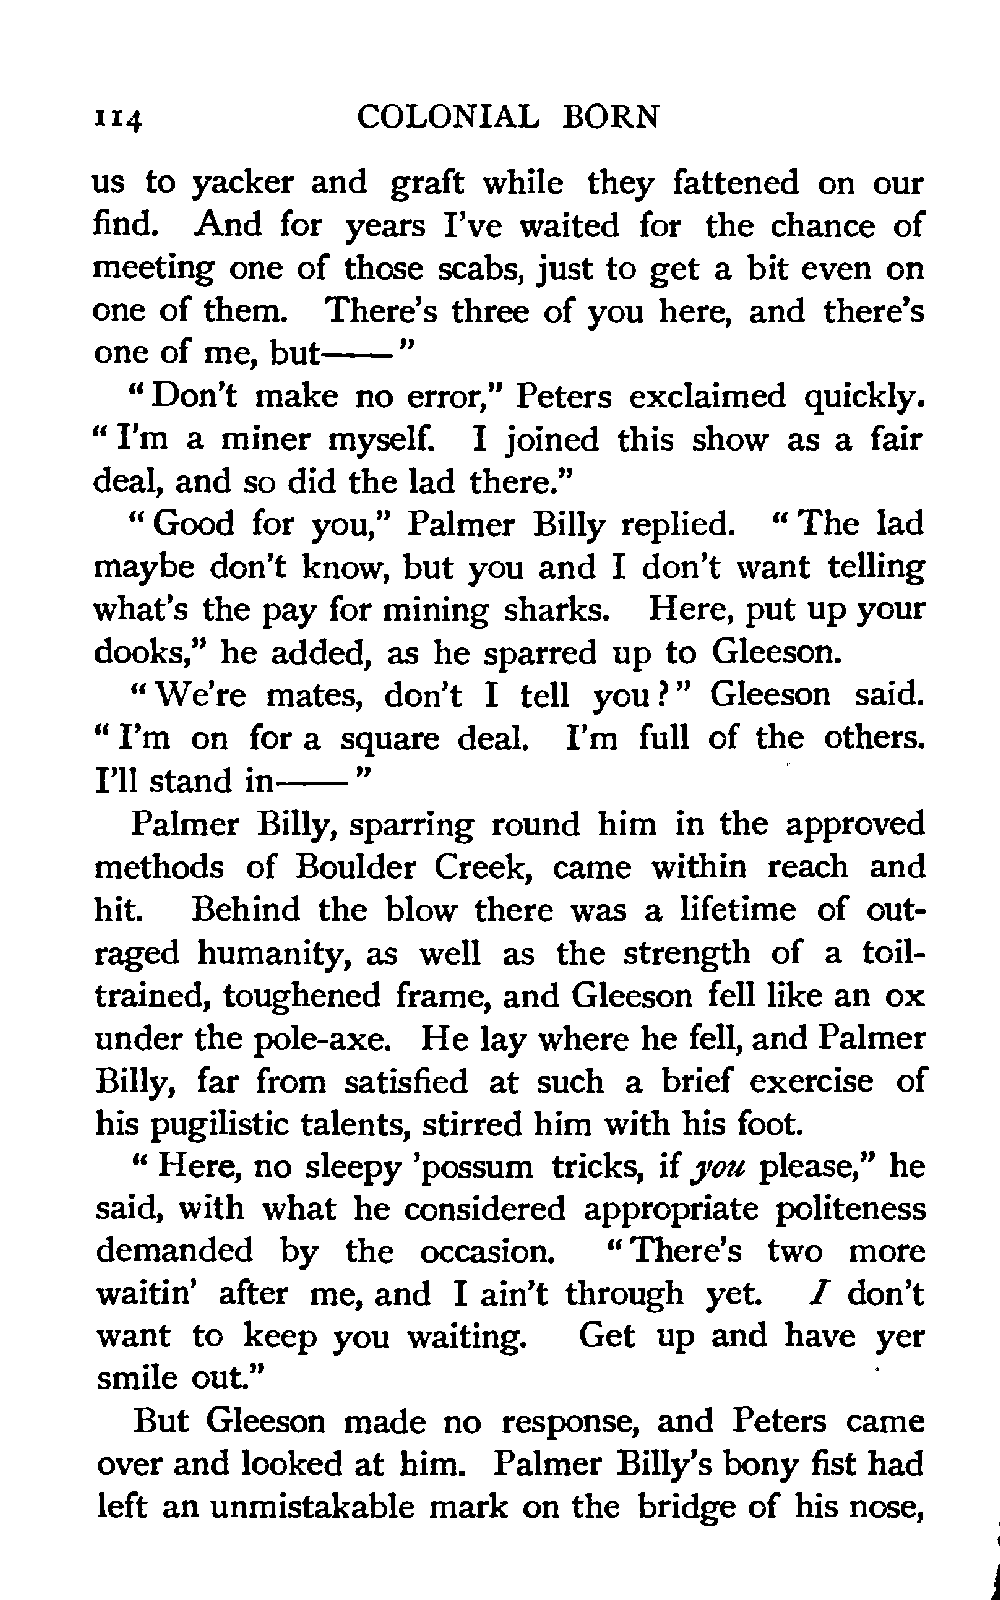 114 COLONIAL BORN
us to yacker and graft while they fattened on our
find. And for years I've waited for the chance of
meeting one of those scabs, just to get a bit even on
one of them. There's three of you here, and there's
one of me, but——"
"Don't make no error," Peters exclaimed quickly.
"I'm a miner myself. I joined this show as a fair
deal, and so did the lad there."
"Good for you," Palmer Billy replied. "The lad
maybe don't know, but you and I don't want telling
what's the pay for mining sharks. Here, put up your
dooks," he added, as he sparred up to Gleeson.
"We're mates, don't I tell you?" Gleeson said.
"I'm on for a square deal. I'm full of the others.
I'll stand in——"
Palmer Billy, sparring round him in the approved
methods of Boulder Creek, came within reach and
hit. Behind the blow there was a lifetime of out-
raged humanity, as well as the strength of a toil-
trained, toughened frame, and Gleeson fell like an ox
under the pole-axe. He lay where he fell, and Palmer
Billy, far from satisfied at such a brief exercise of
his pugilistic talents, stirred him with his foot.
"Here, no sleepy 'possum tricks, if you please," he
said, with what he considered appropriate politeness
demanded by the occasion. "There's two more
waitin' after me, and I ain't through yet. I don't
want to keep you waiting. Get up and have yer
smile out."
But Gleeson made no response, and Peters came
over and looked at him. Palmer Billy's bony fist had
left an unmistakable mark on the bridge of his nose,